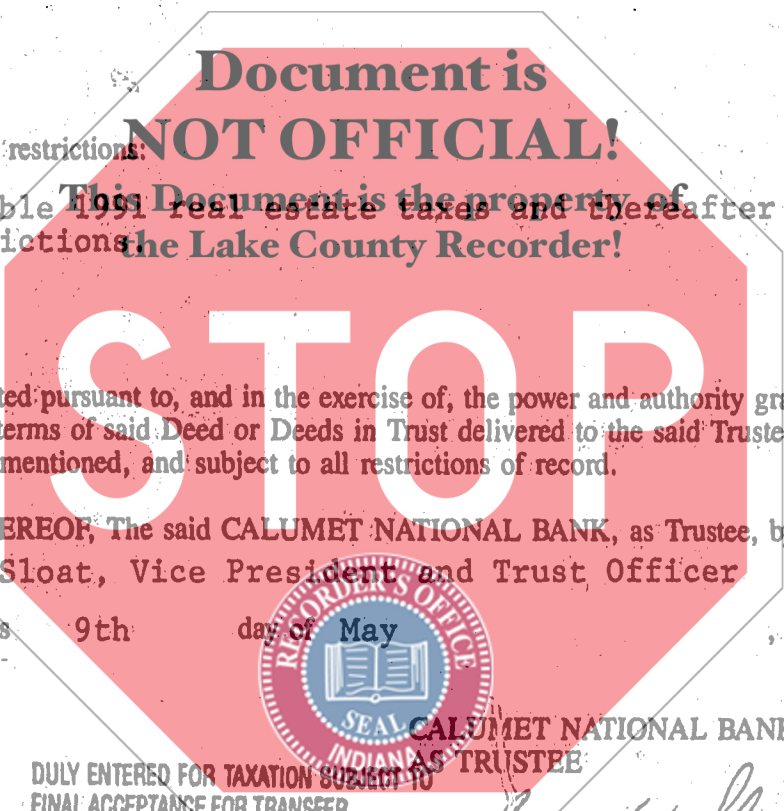 Document is
NOT OFFICIAL!
restrictions:
This Document is the property of
ble 1991 real estate taxes and thereafter
the Lake County Recorder!
ictions.
STOP
ted pursuant to, and in the exercise of, the power and authority gra
terms of said Deed or Deeds in Trust delivered to the said Truste
mentioned, and subject to all restrictions of record.
EREOF, The said CALUMET NATIONAL BANK, as Trustee, b
Sloat, Vice President and Trust Officer
s 9th day of May ,
RECORDER'S OFFICE
SEAL
INDIANA
CALUMET NATIONAL BANK
AS TRUSTEE
DULY ENTERED FOR TAXATION SUBJECT TO
FINAL ACCEPTANCE FOR TRANSFER